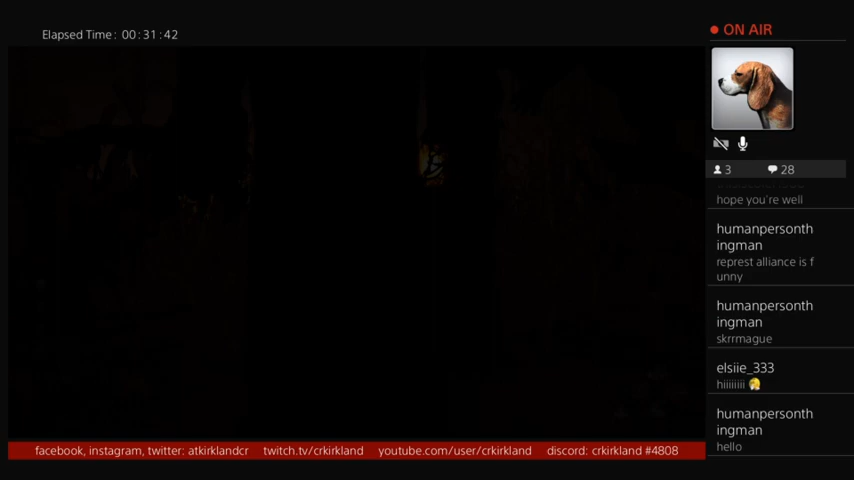 Elapsed Time: 00:31:42
ON AIR
3 28
hope you're well
humanpersonth
ingman
represt alliance is f
unny
humanpersonth
ingman
skrrmague
elsiie_333
hiiiiiiii
humanpersonth
ingman
hello
facebook, instagram, twitter: atkirklandcr twitch.tv/crkirkland youtube.com/user/crkirkland discord: crkirkland #4808